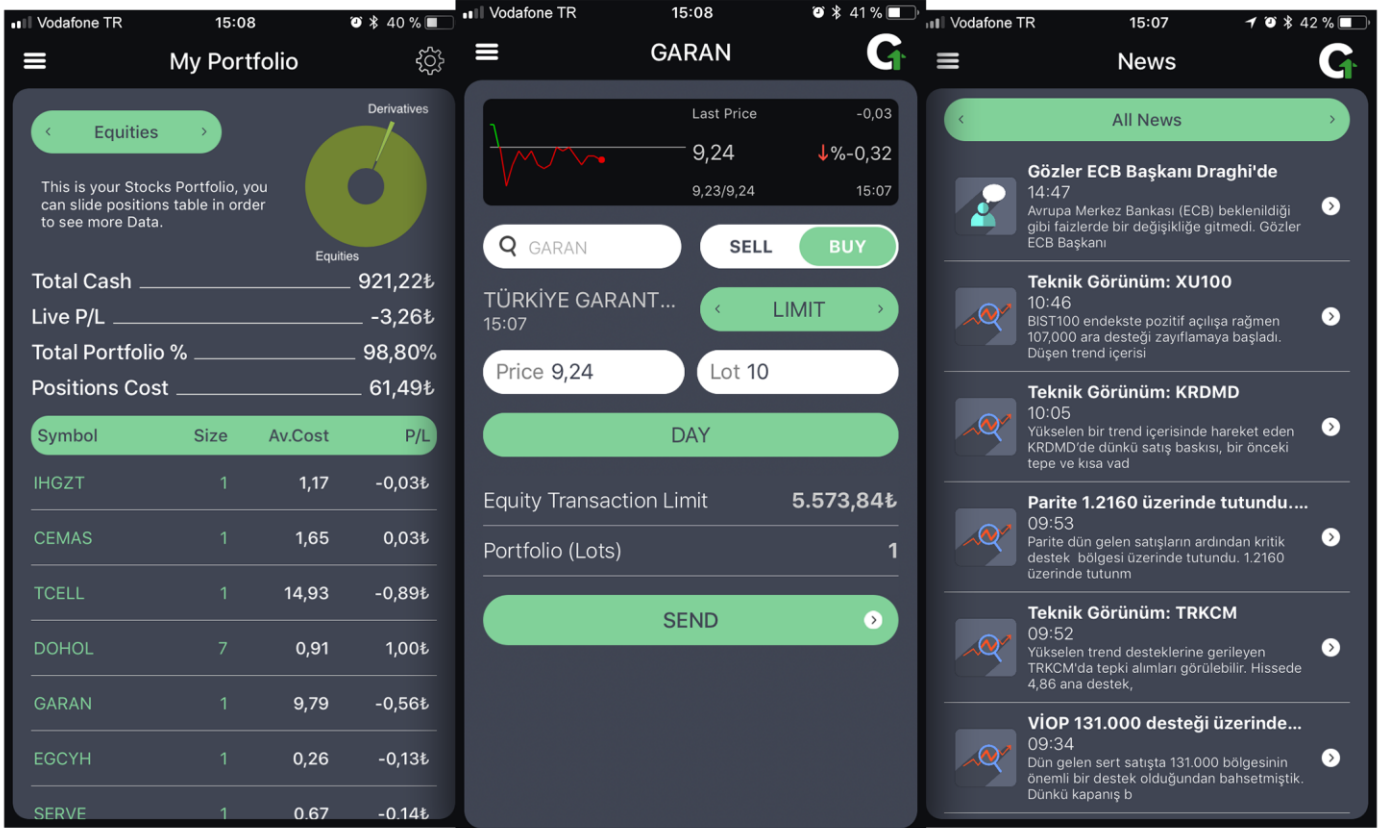 Vodafone TR 15:08 40 %
My Portfolio
Derivatives
Equities
This is your Stocks Portfolio, you
can slide positions table in order
to see more Data.
Equities
Total Cash 921,22₺
Live P/L -3,26₺
Total Portfolio % 98,80%
Positions Cost 61,49₺
Symbol Size Av.Cost P/L
IHGZT 1 1,17 -0,03₺
CEMAS 1 1,65 0,03₺
TCELL 1 14,93 -0,89₺
DOHOL 7 0,91 1,00₺
GARAN 1 9,79 -0,56₺
EGCYH 1 0,26 -0,13₺
SERVE 1 0,67 -0,14₺
Vodafone TR 15:08 41 %
GARAN
Last Price -0,03
9,24 %-0,32
9,23/9,24 15:07
GARAN SELL BUY
TÜRKİYE GARANT...
15:07
LIMIT
Price 9,24 Lot 10
DAY
Equity Transaction Limit 5.573,84₺
Portfolio (Lots) 1
SEND
Vodafone TR 15:07 42 %
News
All News
Gözler ECB Başkanı Draghi'de
14:47
Avrupa Merkez Bankası (ECB) beklenildiği
gibi faizlerde bir değişikliğe gitmedi. Gözler
ECB Başkanı
Teknik Görünüm: XU100
10:46
BIST100 endekste pozitif açılışa rağmen
107,000 ara desteği zayıflamaya başladı.
Düşen trend içerisi
Teknik Görünüm: KRDMD
10:05
Yükselen bir trend içerisinde hareket eden
KRDMD'de dünkü satış baskısı, bir önceki
tepe ve kısa vad
Parite 1.2160 üzerinde tutundu....
09:53
Parite dün gelen satışların ardından kritik
destek bölgesi üzerinde tutundu. 1.2160
üzerinde tutunm
Teknik Görünüm: TRKCM
09:52
Yükselen trend desteklerine gerileyen
TRKCM'da tepki alımları görülebilir. Hissede
4,86 ana destek,
VİOP 131.000 desteği üzerinde...
09:34
Dün gelen sert satışta 131.000 bölgesinin
önemli bir destek olduğundan bahsetmiştik.
Dünkü kapanış b